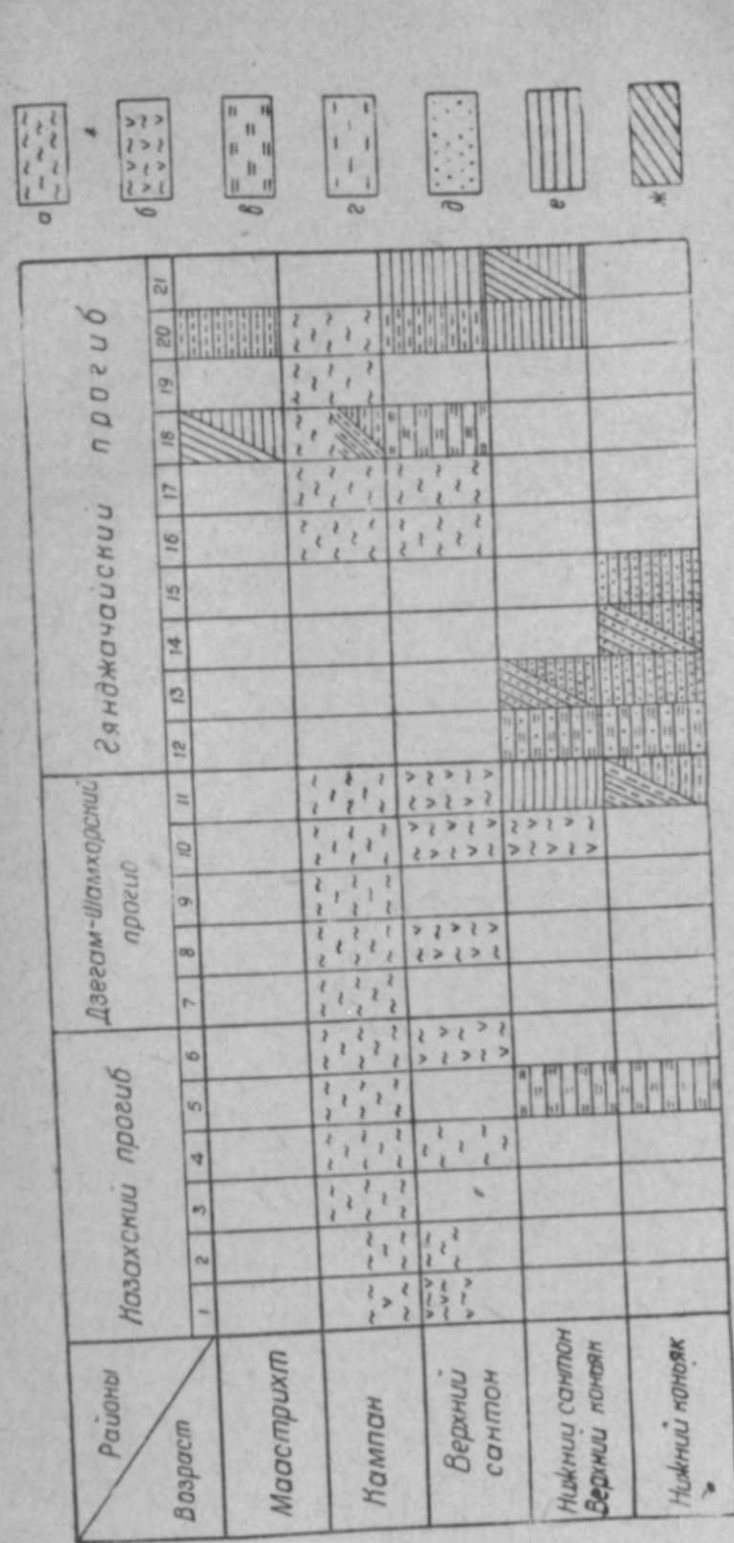 Районы
Возраст
Казахский прогиб
Дзегам-Шамхорский
прогиб
Гянджачайский прогиб
1 2 3 4 5 6 7 8 9 10 11 12 13 14 15 16 17 18 19 20 21
Маастрихт
Кампан
Верхний
сантон
Нижний сантон
Верхний коньяк
Нижний коньяк
а
б
в
г
д
е
ж